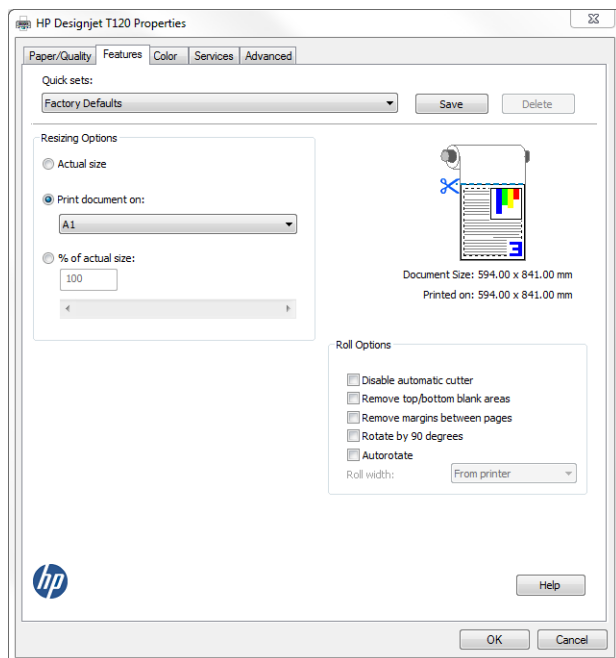 HP Designjet T120 Properties
Paper/Quality Features Color Services Advanced
Quick sets:
Factory Defaults Save Delete
Resizing Options
Actual size
Print document on:
A1
% of actual size:
100
Document Size: 594.00 x 841.00 mm
Printed on: 594.00 x 841.00 mm
Roll Options
Disable automatic cutter
Remove top/bottom blank areas
Remove margins between pages
Rotate by 90 degrees
Autorotate
Roll width: From printer
hp
Help
OK Cancel